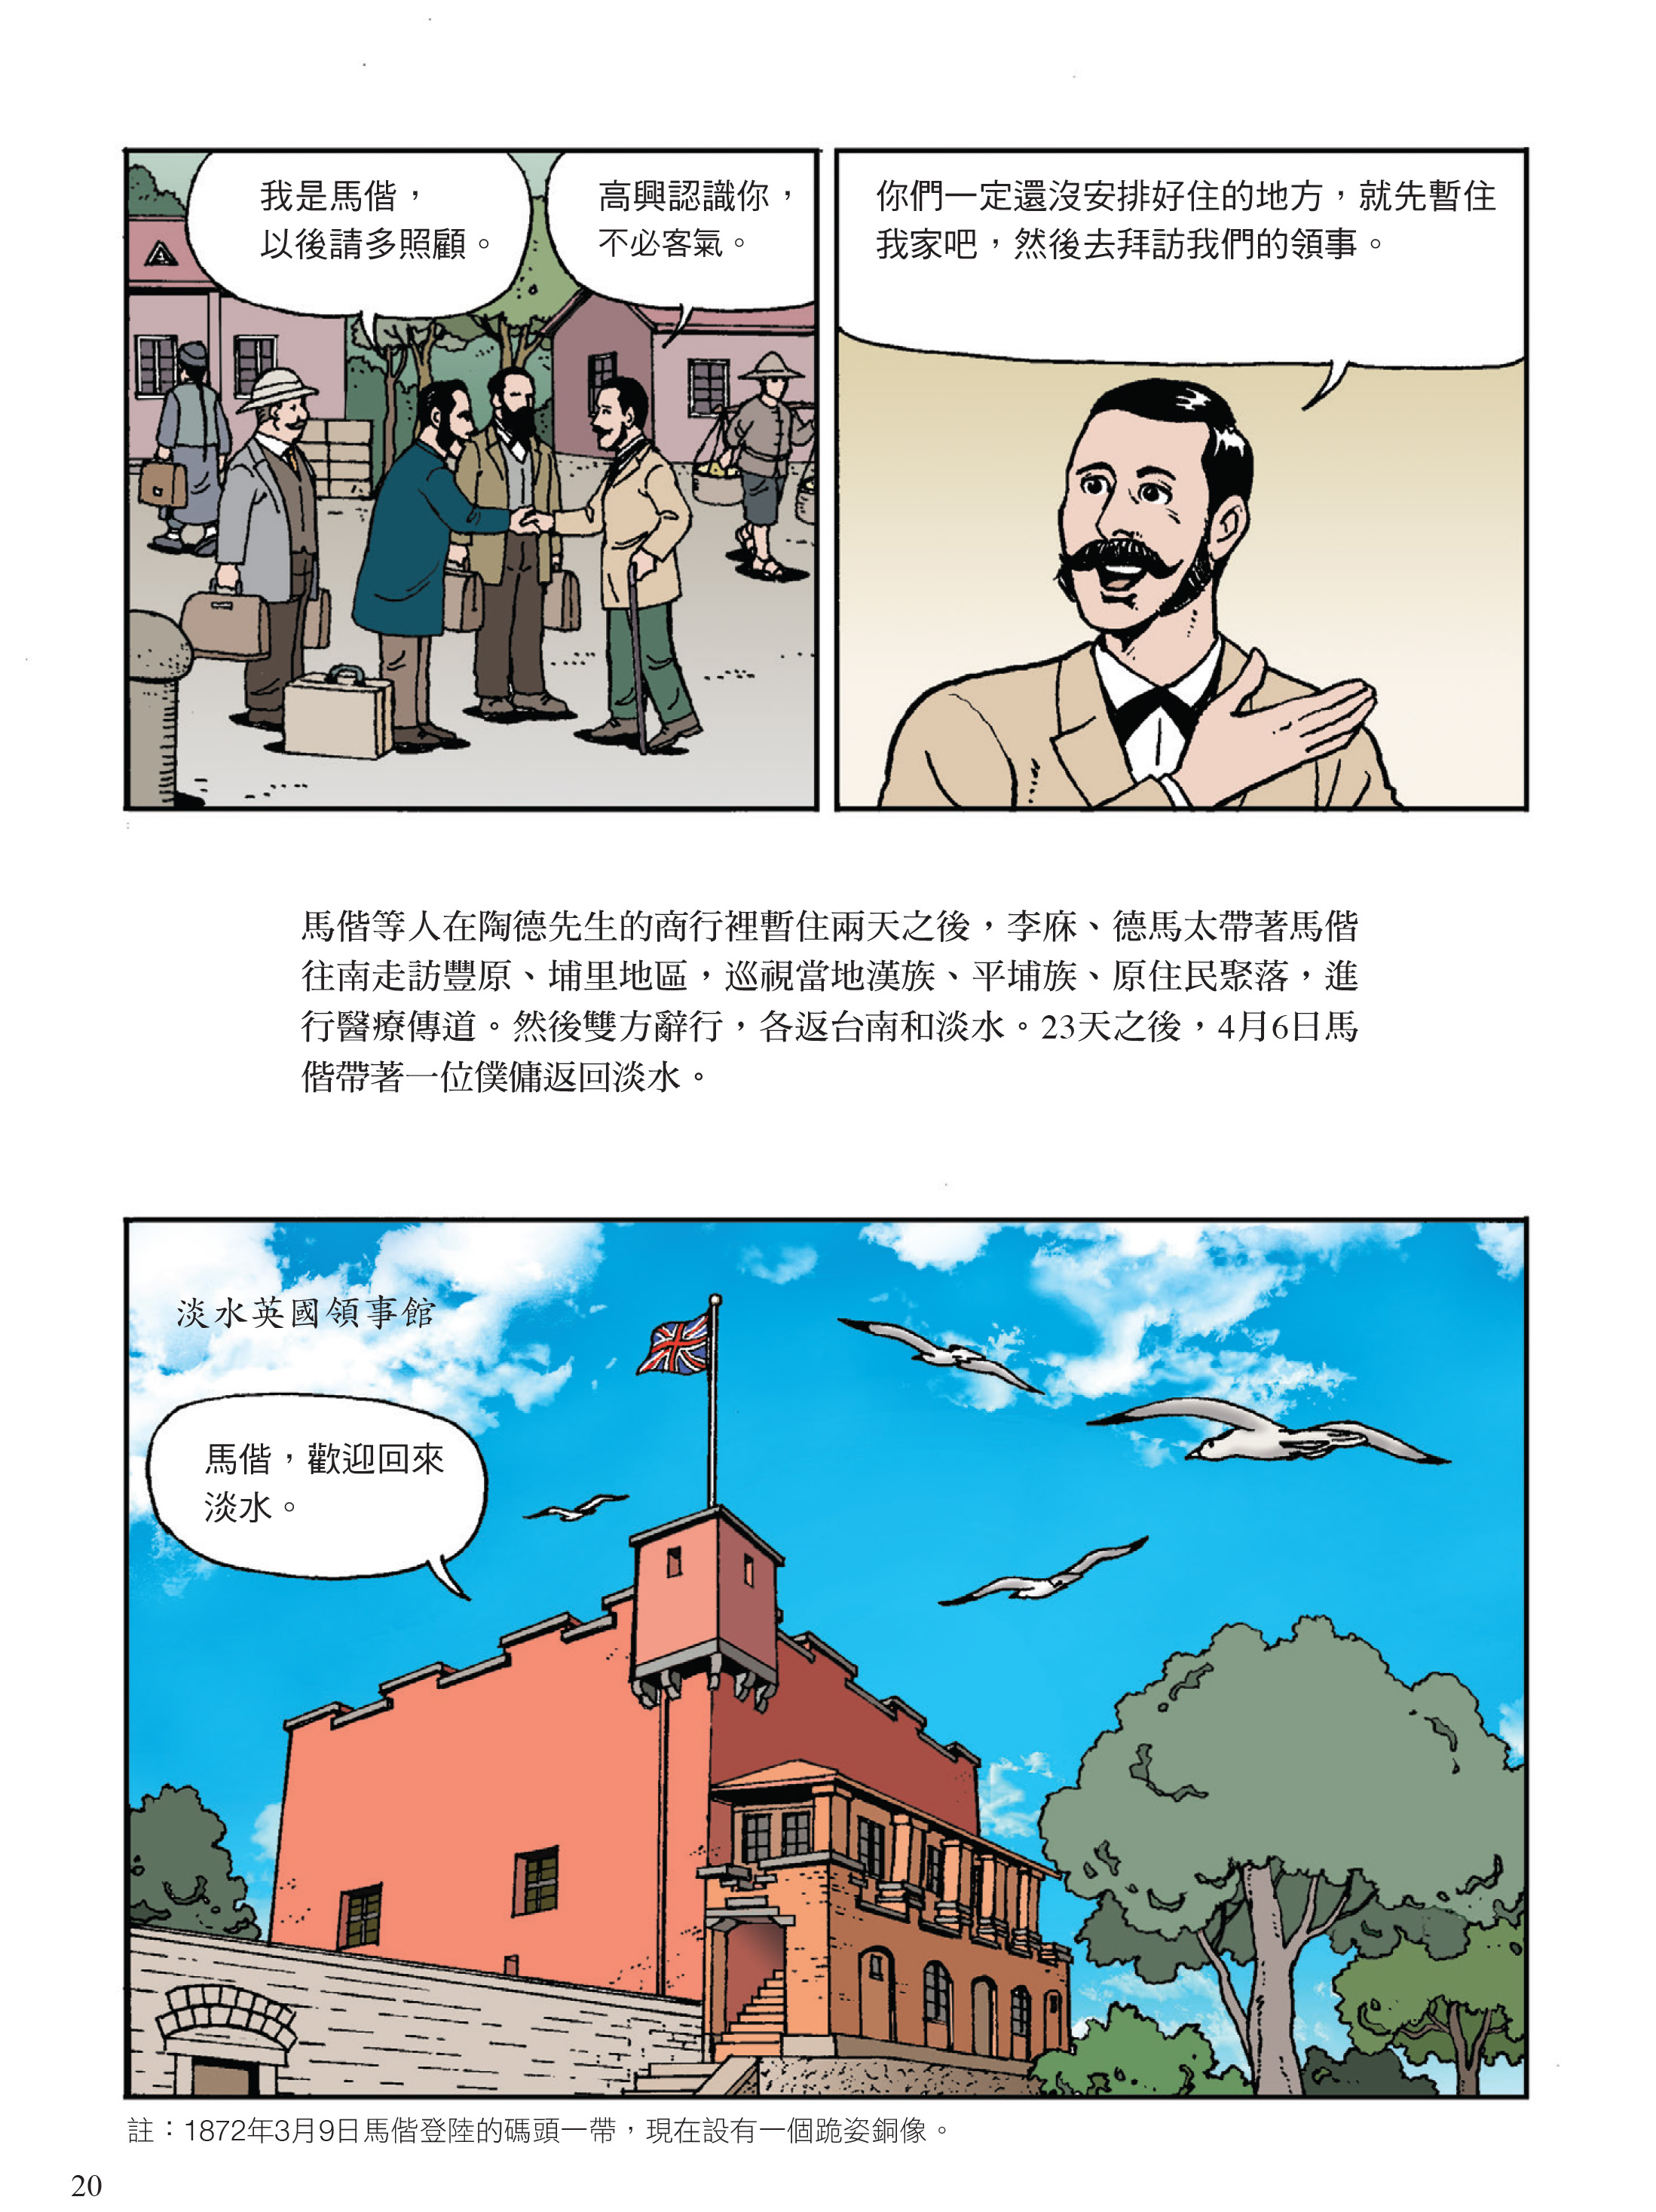 我是馬偕，
以後請多照顧。
高興認識你，
不必客氣。
你們一定還沒安排好住的地方，就先暫住
我家吧，然後去拜訪我們的領事。
馬偕等人在陶德先生的商行裡暫住兩天之後，李庥、德馬太帶著馬偕
往南走訪豐原、埔里地區，巡視當地漢族、平埔族、原住民聚落，進
行醫療傳道。然後雙方辭行，各返台南和淡水。23天之後，4月6日馬
偕帶著一位僕傭返回淡水。
淡水英國領事館
馬偕，歡迎回來
淡水。
註：1872年3月9日馬偕登陸的碼頭一帶，現在設有一個跪姿銅像。
20